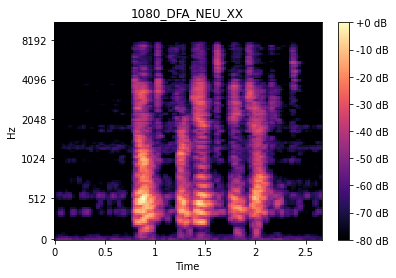 1080_DFA_NEU_XX
8192
4096
2048
1024
512
0
Hz
0
0.5
1
1.5
2
2.5
Time
+0 dB
-10 dB
-20 dB
-30 dB
-40 dB
-50 dB
-60 dB
-70 dB
-80 dB